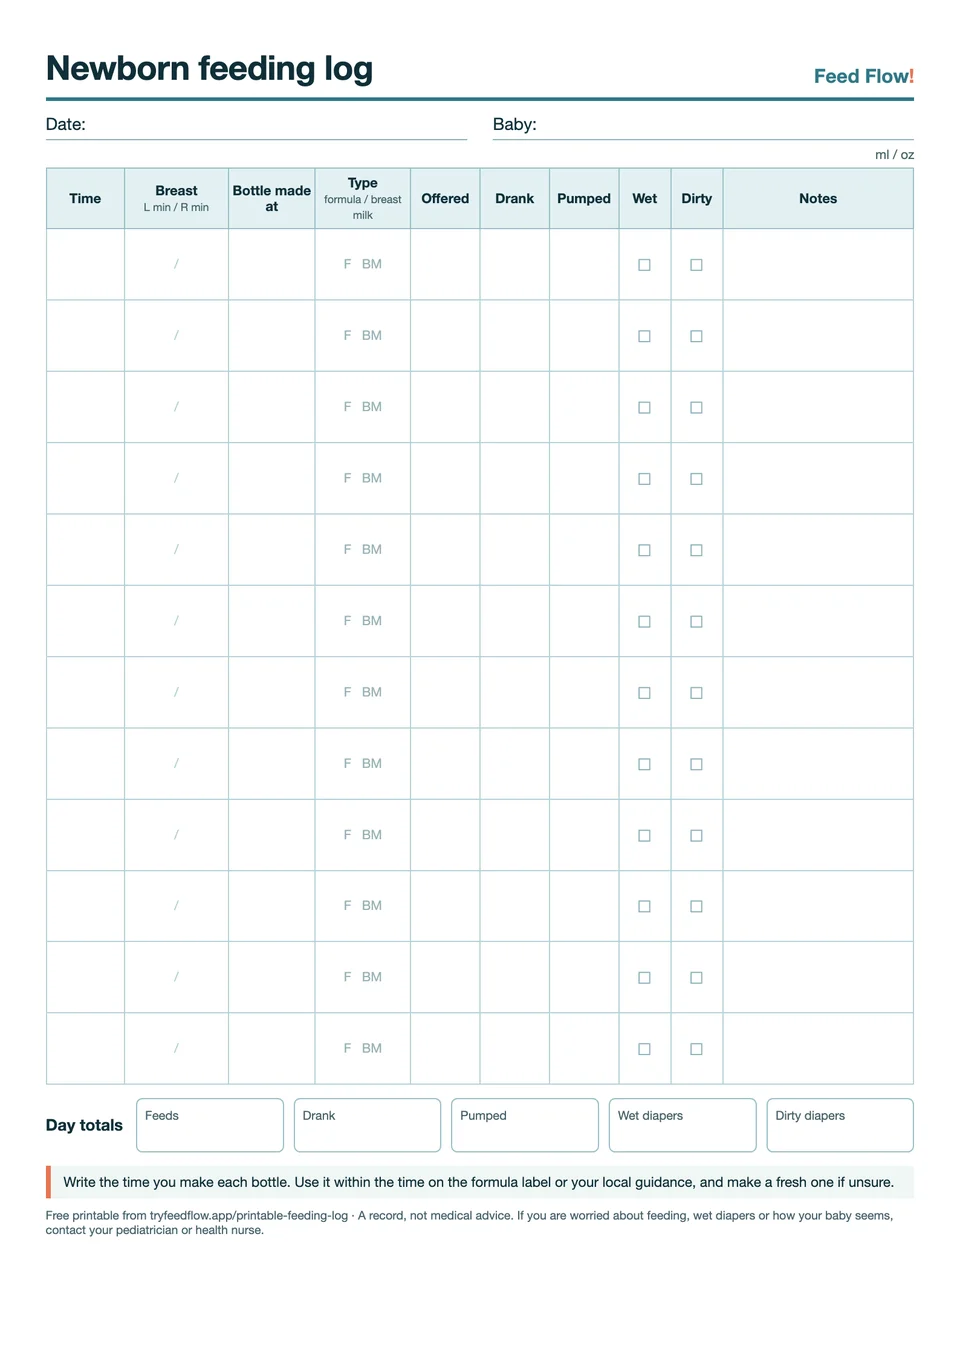 Newborn feeding log
Feed Flow!
Date:
Baby:
ml / oz
Time
Breast
L min / R min
Bottle made
at
Type
formula / breast
milk
Offered
Drank
Pumped
Wet
Dirty
Notes
/ F BM ☐ ☐
/ F BM ☐ ☐
/ F BM ☐ ☐
/ F BM ☐ ☐
/ F BM ☐ ☐
/ F BM ☐ ☐
/ F BM ☐ ☐
/ F BM ☐ ☐
/ F BM ☐ ☐
/ F BM ☐ ☐
/ F BM ☐ ☐
/ F BM ☐ ☐
Day totals
Feeds
Drank
Pumped
Wet diapers
Dirty diapers
Write the time you make each bottle. Use it within the time on the formula label or your local guidance, and make a fresh one if unsure.
Free printable from tryfeedflow.app/printable-feeding-log · A record, not medical advice. If you are worried about feeding, wet diapers or how your baby seems,
contact your pediatrician or health nurse.